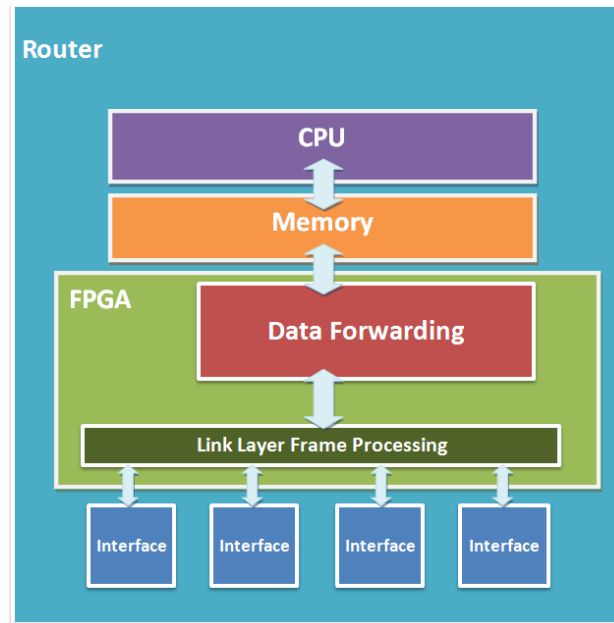 Router
CPU
Memory
FPGA
Data Forwarding
Link Layer Frame Processing
Interface
Interface
Interface
Interface